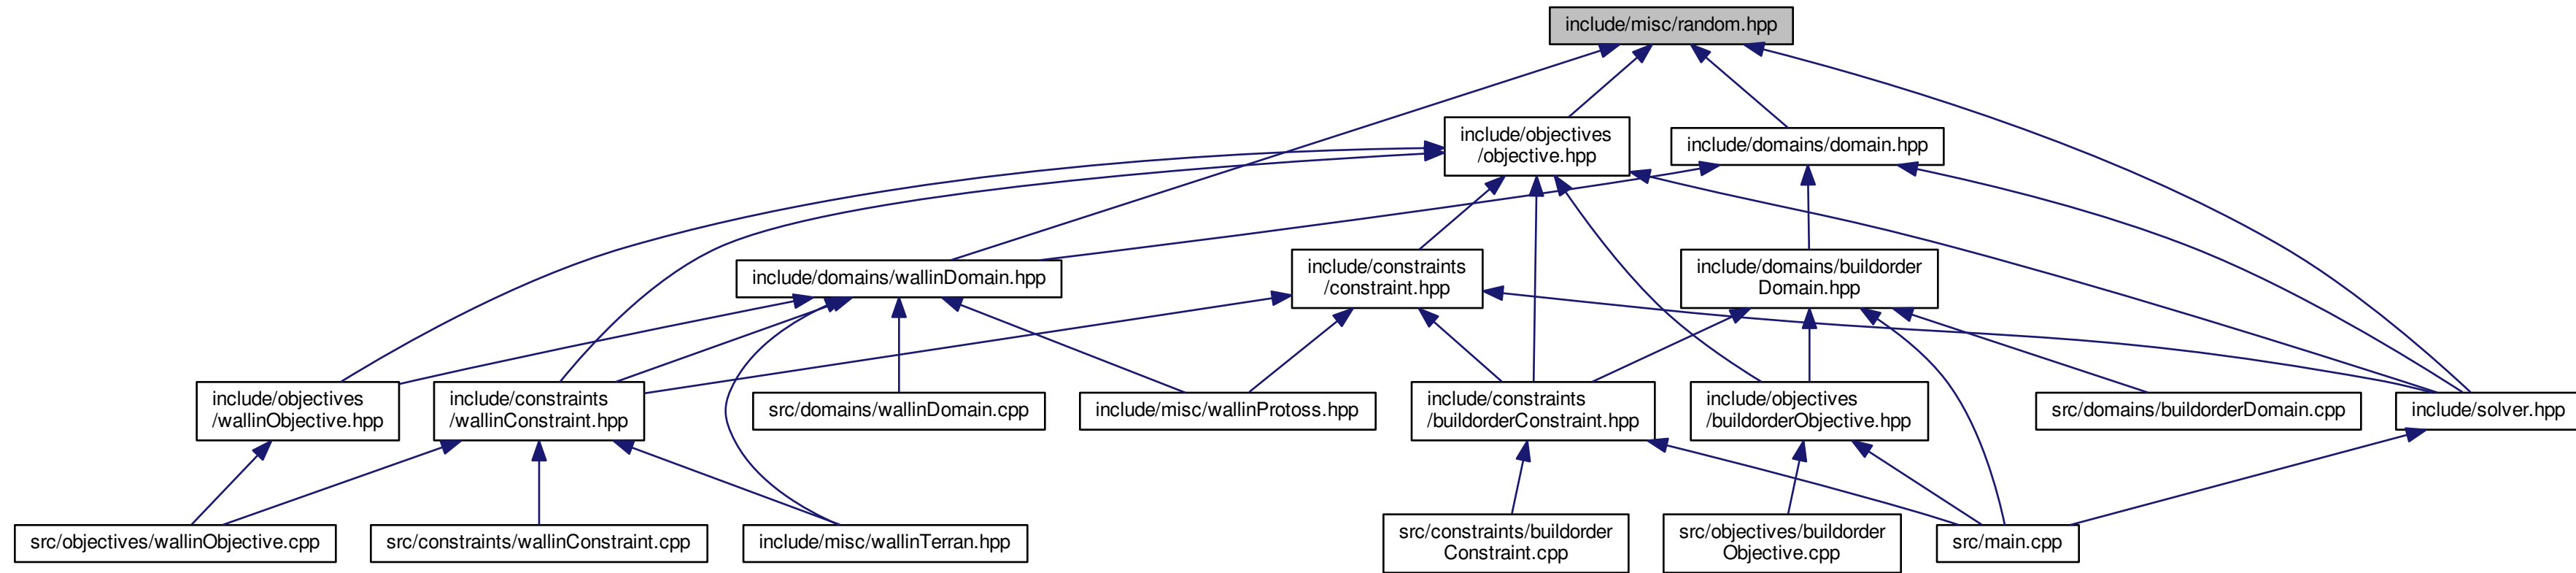 include/misc/random.hpp
include/objectives
/objective.hpp
include/domains/domain.hpp
include/domains/wallinDomain.hpp
include/constraints
/constraint.hpp
include/domains/buildorder
Domain.hpp
include/objectives
/wallinObjective.hpp
include/constraints
/wallinConstraint.hpp
src/domains/wallinDomain.cpp
include/misc/wallinProtoss.hpp
include/constraints
/buildorderConstraint.hpp
include/objectives
/buildorderObjective.hpp
src/domains/buildorderDomain.cpp
include/solver.hpp
src/objectives/wallinObjective.cpp
src/constraints/wallinConstraint.cpp
include/misc/wallinTerran.hpp
src/constraints/buildorder
Constraint.cpp
src/objectives/buildorder
Objective.cpp
src/main.cpp